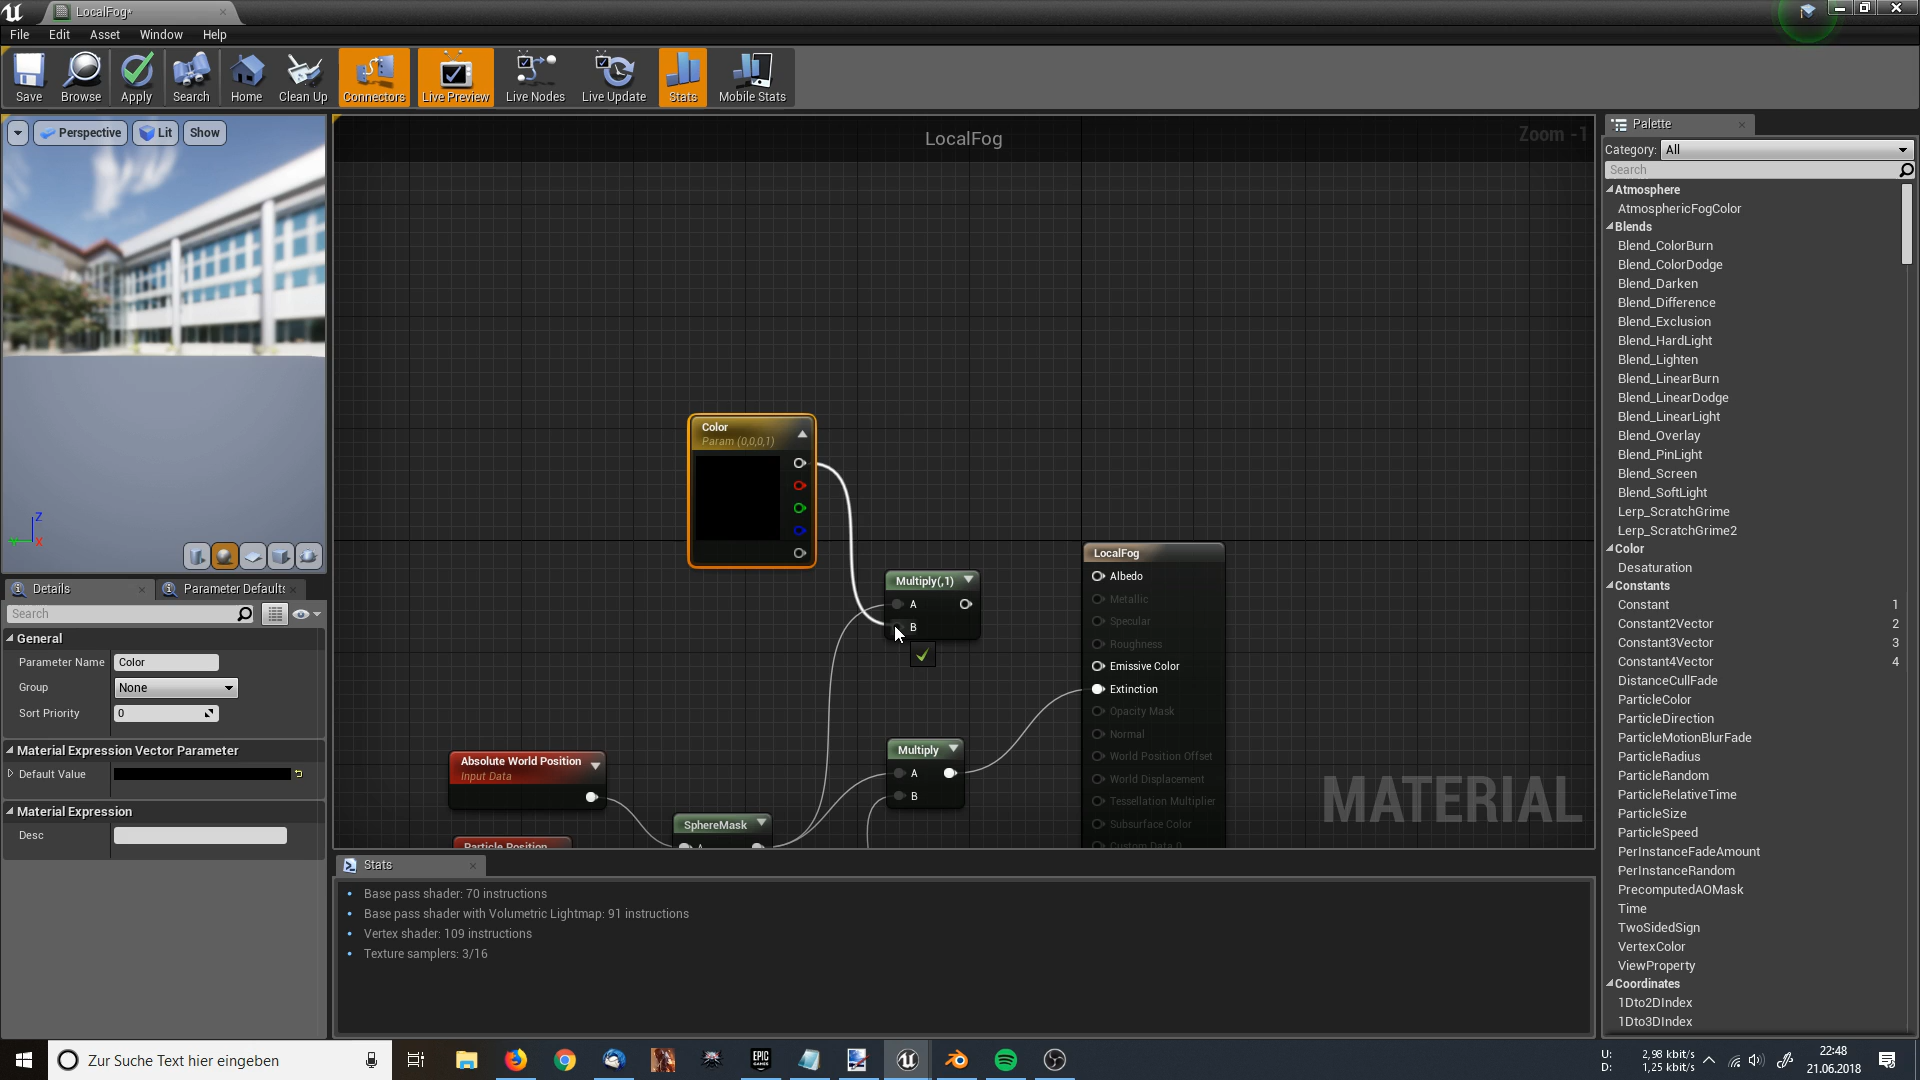 LocalFog*
File Edit Asset Window Help
Save Browse Apply Search Home Clean Up Connectors Live Preview Live Nodes Live Update Stats Mobile Stats
Perspective Lit Show
Z
X
LocalFog
Zoom -1
Color
Param (0,0,0,1)
Multiply(,1)
A
B
LocalFog
Albedo
Metallic
Specular
Roughness
Emissive Color
Extinction
Opacity Mask
Normal
World Position Offset
World Displacement
Tessellation Multiplier
Subsurface Color
Custom Data 0
Absolute World Position
Input Data
Particle Position
SphereMask
A
Multiply
A
B
MATERIAL
Details
Parameter Defaults
Search
General
Parameter Name Color
Group None
Sort Priority 0
Material Expression Vector Parameter
Default Value
Material Expression
Desc
Stats
Base pass shader: 70 instructions
Base pass shader with Volumetric Lightmap: 91 instructions
Vertex shader: 109 instructions
Texture samplers: 3/16
Palette
Category: All
Search
Atmosphere
AtmosphericFogColor
Blends
Blend_ColorBurn
Blend_ColorDodge
Blend_Darken
Blend_Difference
Blend_Exclusion
Blend_HardLight
Blend_Lighten
Blend_LinearBurn
Blend_LinearDodge
Blend_LinearLight
Blend_Overlay
Blend_PinLight
Blend_Screen
Blend_SoftLight
Lerp_ScratchGrime
Lerp_ScratchGrime2
Color
Desaturation
Constants
Constant 1
Constant2Vector 2
Constant3Vector 3
Constant4Vector 4
DistanceCullFade
ParticleColor
ParticleDirection
ParticleMotionBlurFade
ParticleRadius
ParticleRandom
ParticleRelativeTime
ParticleSize
ParticleSpeed
PerInstanceFadeAmount
PerInstanceRandom
PrecomputedAOMask
Time
TwoSidedSign
VertexColor
ViewProperty
Coordinates
1Dto2DIndex
1Dto3DIndex
Zur Suche Text hier eingeben
EPIC
GAMES
U: 2,98 kbit/s
D: 1,25 kbit/s
22:48
21.06.2018